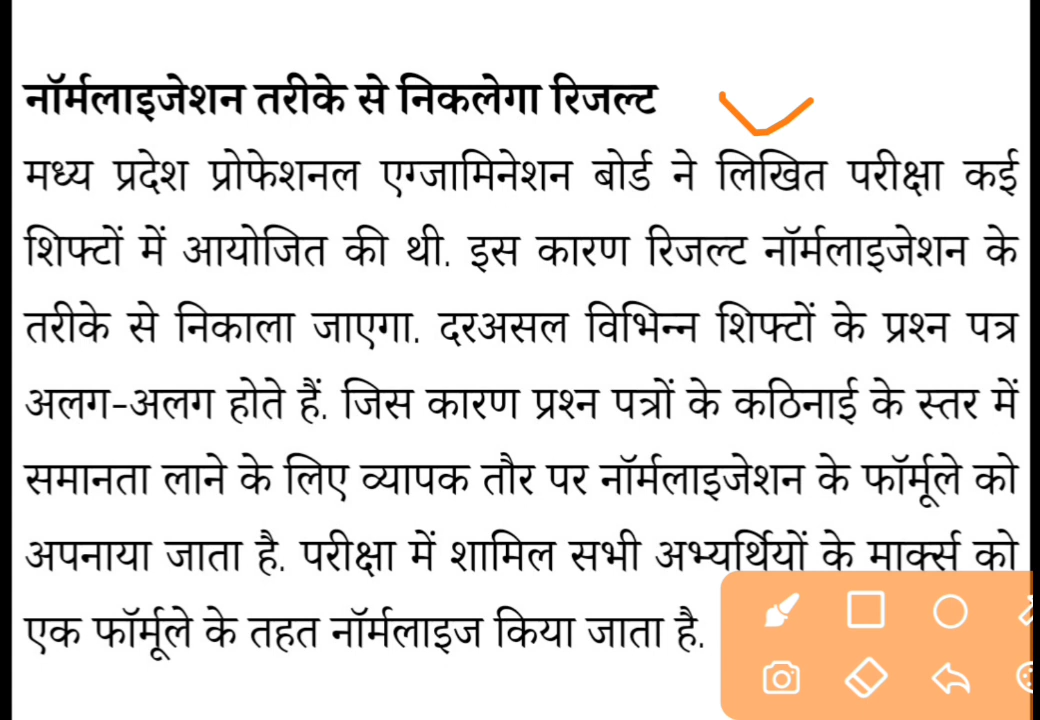 नॉर्मलाइजेशन तरीके से निकलेगा रिजल्ट
मध्य प्रदेश प्रोफेशनल एग्जामिनेशन बोर्ड ने लिखित परीक्षा कई
शिफ्टों में आयोजित की थी. इस कारण रिजल्ट नॉर्मलाइजेशन के
तरीके से निकाला जाएगा. दरअसल विभिन्न शिफ्टों के प्रश्न पत्र
अलग-अलग होते हैं. जिस कारण प्रश्न पत्रों के कठिनाई के स्तर में
समानता लाने के लिए व्यापक तौर पर नॉर्मलाइजेशन के फॉर्मूले को
अपनाया जाता है. परीक्षा में शामिल सभी अभ्यर्थियों के मार्क्स को
एक फॉर्मूले के तहत नॉर्मलाइज किया जाता है.